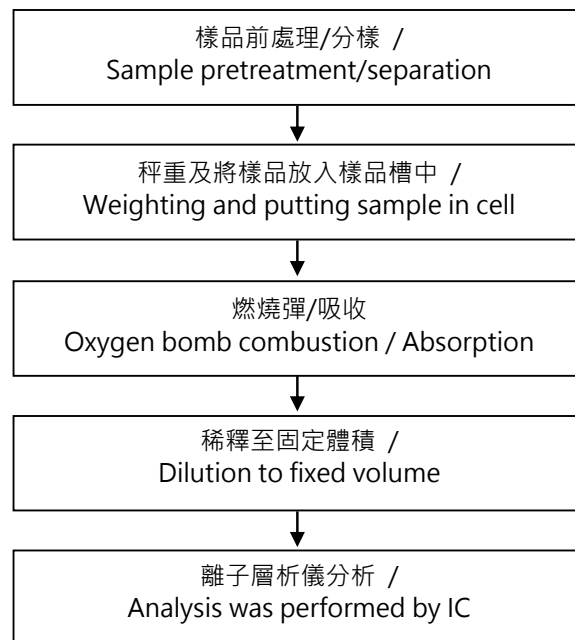 樣品前處理/分樣 /
Sample pretreatment/separation
秤重及將樣品放入樣品槽中 /
Weighting and putting sample in cell
燃燒彈/吸收
Oxygen bomb combustion / Absorption
稀釋至固定體積 /
Dilution to fixed volume
離子層析儀分析 /
Analysis was performed by IC